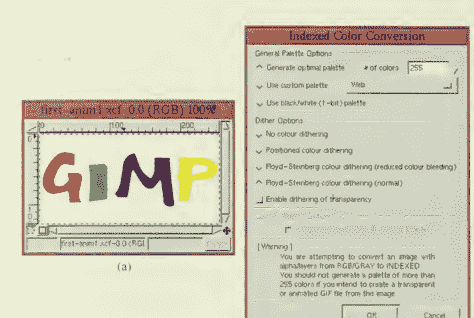 first_anim1.xcf-0.0 (RGB) 100%
0 100 200
GIMP
first-anim1.xcf-0.0 (RGB
(a)
Indexed Color Conversion
General Palette Options
Generate optimal palette # of colors 255
Use custom palette Web
Use black/white (1-bit) palette
Dither Options
No colour dithering
Positioned colour dithering
Floyd-Steinberg colour dithering (reduced colour bleeding)
Floyd-Steinberg colour dithering (normal)
Enable dithering of transparency
[ Warning ]
You are attempting to convert an image with
alpha/layers from RGB/GRAY to INDEXED
You should not generate a palette of more than
255 colors if you intend to create a transparent
or animated GIF file from this image
OK Cancel